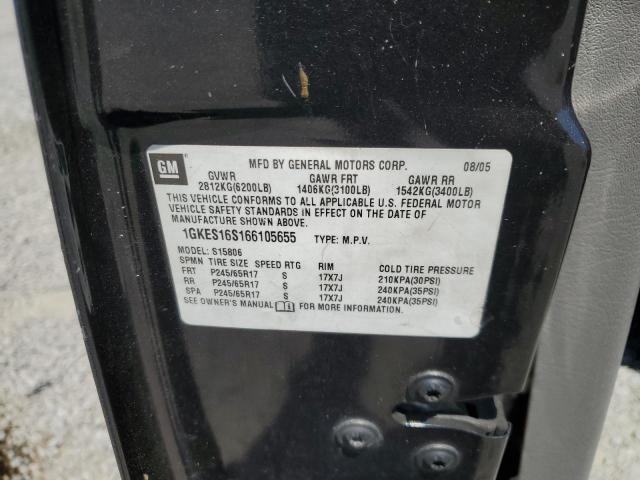 GM
MFD BY GENERAL MOTORS CORP. 08/05
GVWR GAWR FRT GAWR RR
2812KG(6200LB) 1406KG(3100LB) 1542KG(3400LB)
THIS VEHICLE CONFORMS TO ALL APPLICABLE U.S. FEDERAL MOTOR
VEHICLE SAFETY STANDARDS IN EFFECT ON THE DATE OF
MANUFACTURE SHOWN ABOVE.
1GKES16S166105655 TYPE: M.P.V.
MODEL: S15806
SPMN TIRE SIZE SPEED RTG RIM COLD TIRE PRESSURE
FRT P245/65R17 S 17X7J 210KPA(30PSI)
RR P245/65R17 S 17X7J 240KPA(35PSI)
SPA P245/65R17 S 17X7J 240KPA(35PSI)
SEE OWNER'S MANUAL FOR MORE INFORMATION.